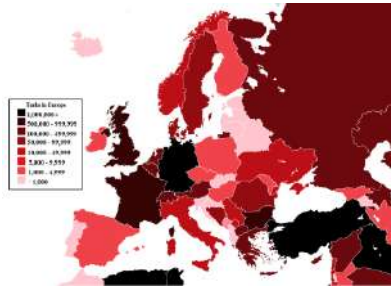 Turks in Europe
1,000,000+
500,000 - 999,999
100,000 - 499,999
50,000 - 99,999
10,000 - 49,999
5,000 - 9,999
1,000 - 4,999
- 1,000